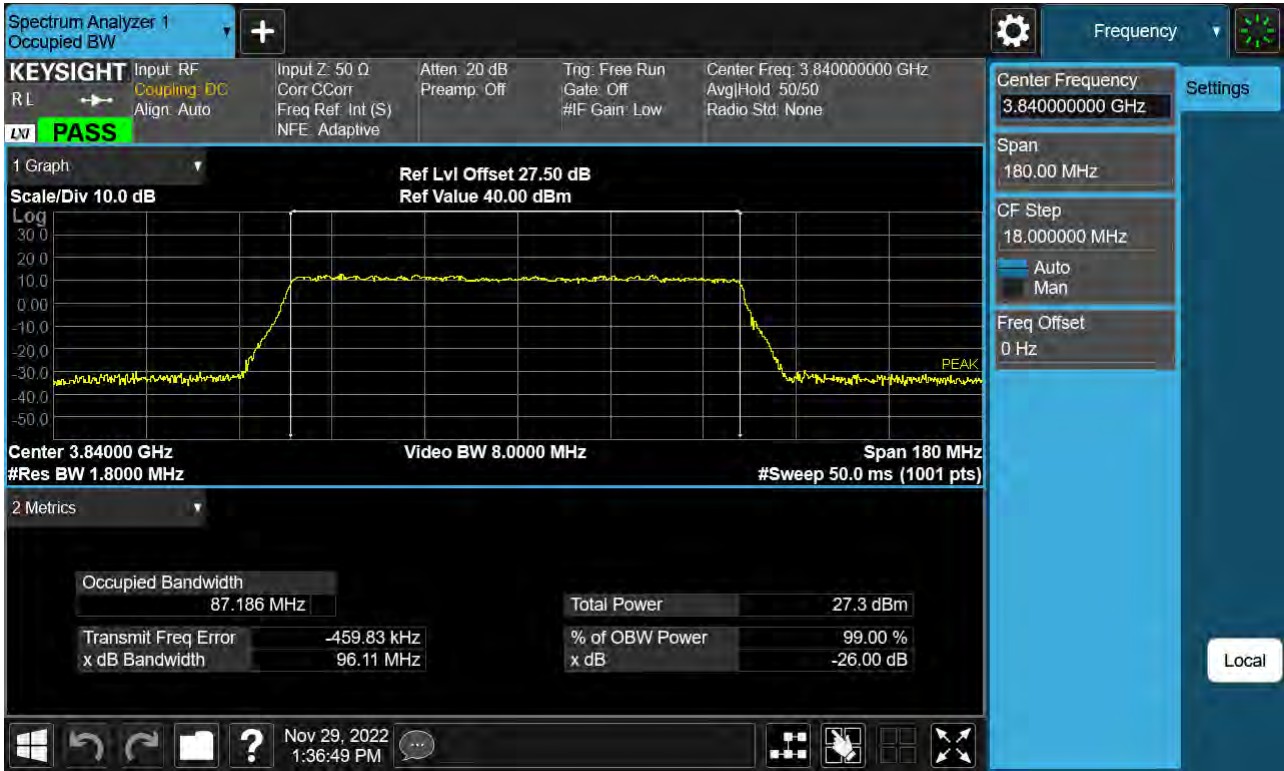 Spectrum Analyzer 1
Occupied BW
+
Frequency
KEYSIGHT
R L
LXI
PASS
Input: RF
Coupling: DC
Align: Auto
Input Z: 50 Ω
Corr CCorr
Freq Ref: Int (S)
NFE: Adaptive
Atten: 20 dB
Preamp: Off
Trig: Free Run
Gate: Off
#IF Gain: Low
Center Freq: 3.840000000 GHz
Avg|Hold: 50/50
Radio Std: None
Center Frequency
3.840000000 GHz
Settings
Span
180.00 MHz
CF Step
18.000000 MHz
Auto
Man
Freq Offset
0 Hz
Local
1 Graph
Scale/Div 10.0 dB
Ref Lvl Offset 27.50 dB
Ref Value 40.00 dBm
Log
30.0
20.0
10.0
0.00
-10.0
-20.0
-30.0
-40.0
-50.0
PEAK
Center 3.84000 GHz
#Res BW 1.8000 MHz
Video BW 8.0000 MHz
Span 180 MHz
#Sweep 50.0 ms (1001 pts)
2 Metrics
Occupied Bandwidth
87.186 MHz
Transmit Freq Error -459.83 kHz
x dB Bandwidth 96.11 MHz
Total Power 27.3 dBm
% of OBW Power 99.00 %
x dB -26.00 dB
?
Nov 29, 2022
1:36:49 PM